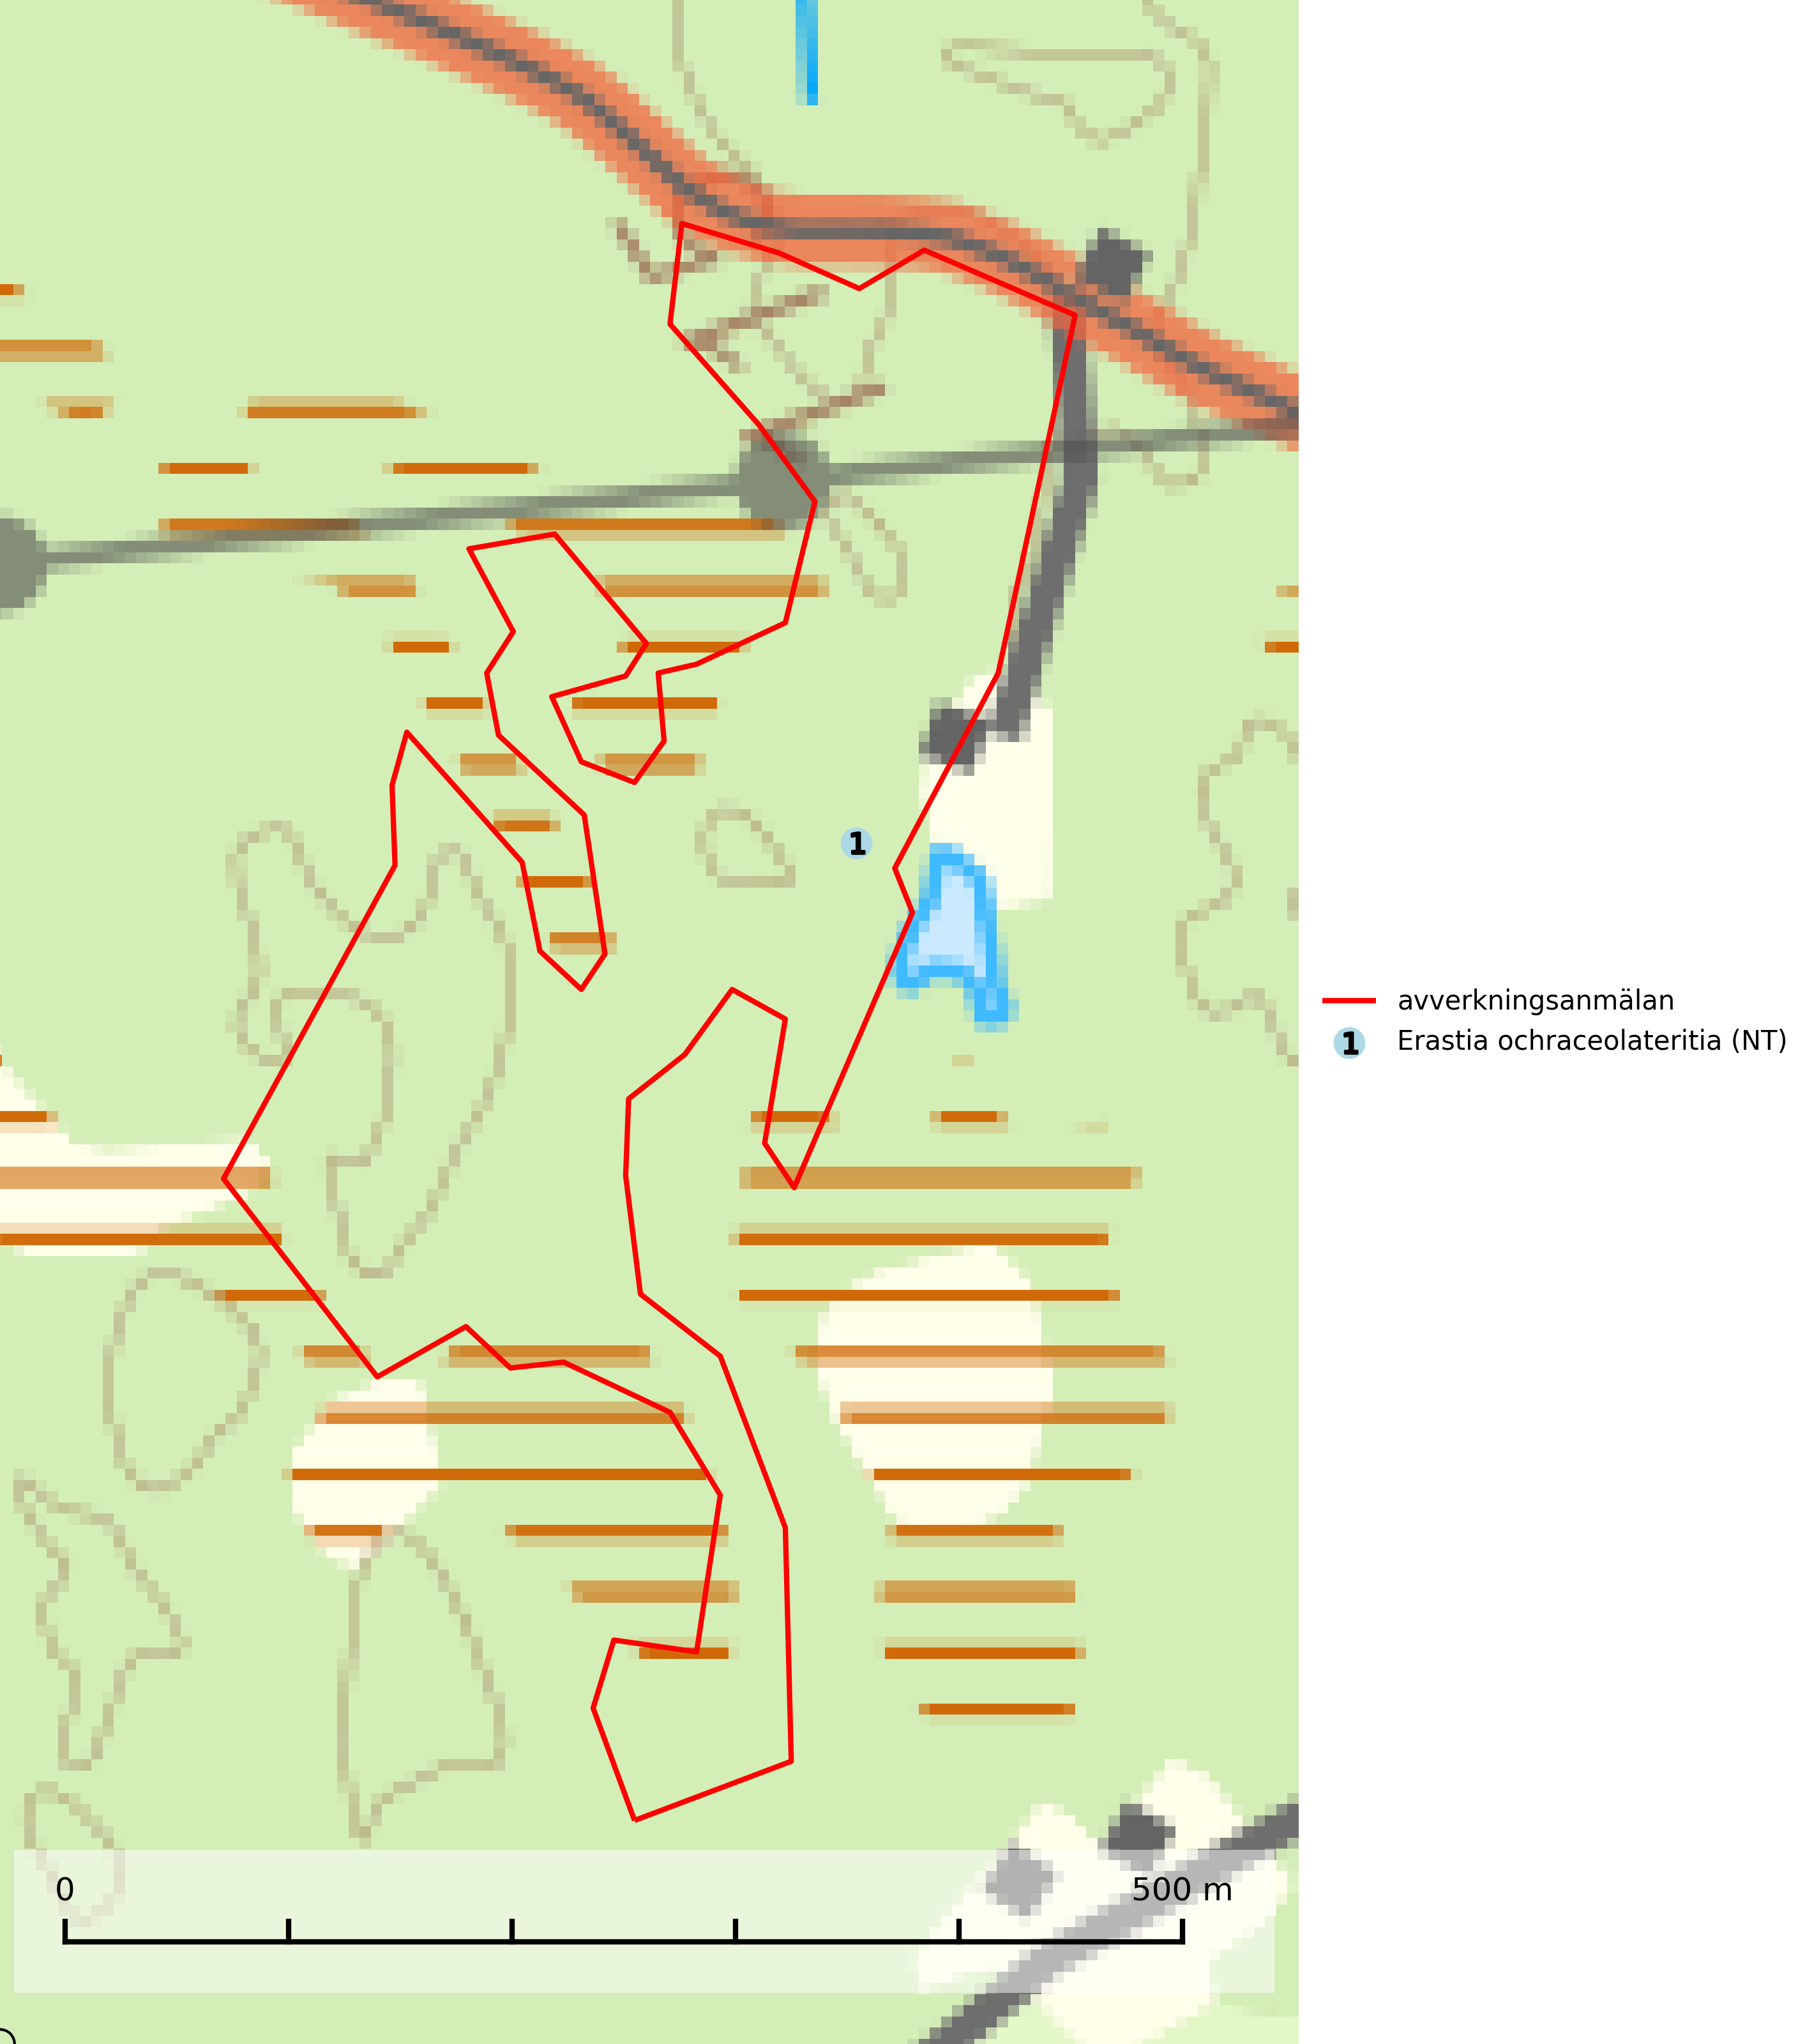 1
avverkningsanmälan
1 Erastia ochraceolateritia (NT)
0 500 m